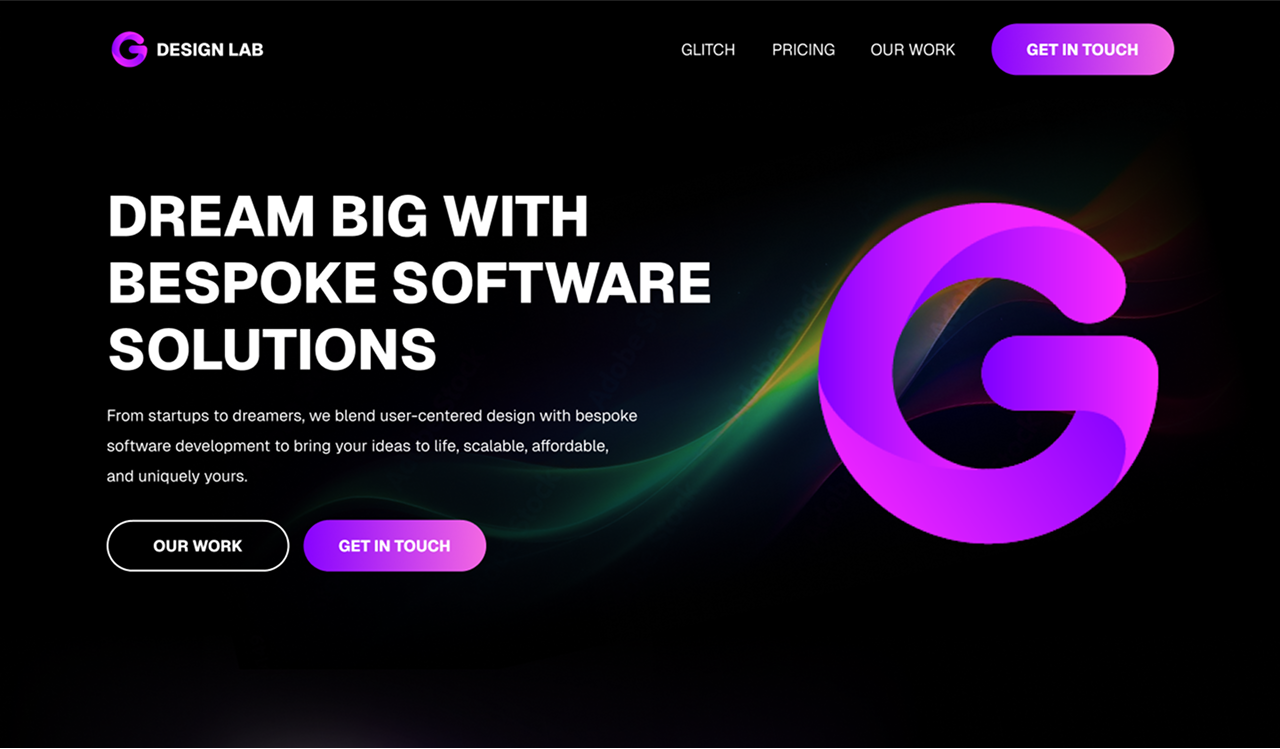 G DESIGN LAB
GLITCH PRICING OUR WORK GET IN TOUCH
DREAM BIG WITH
BESPOKE SOFTWARE
SOLUTIONS
From startups to dreamers, we blend user-centered design with bespoke
software development to bring your ideas to life, scalable, affordable,
and uniquely yours.
OUR WORK GET IN TOUCH
G